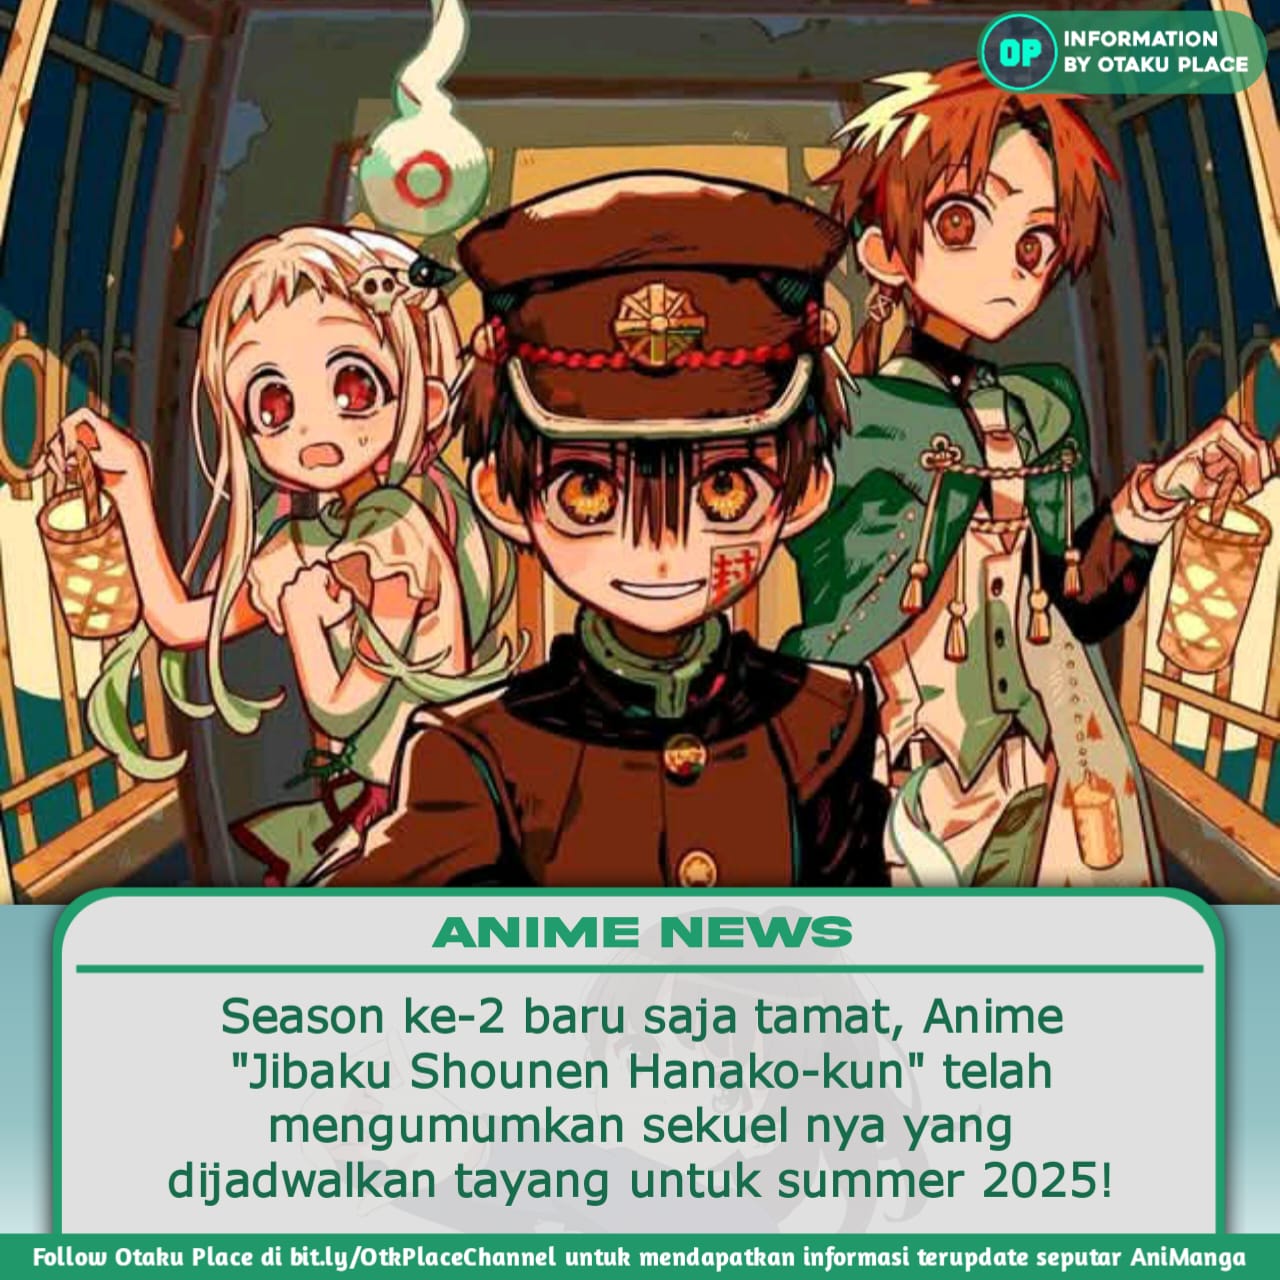 OP
INFORMATION
BY OTAKU PLACE
封
ANIME NEWS
Season ke-2 baru saja tamat, Anime
"Jibaku Shounen Hanako-kun" telah
mengumumkan sekuel nya yang
dijadwalkan tayang untuk summer 2025!
Follow Otaku Place di bit.ly/OtkPlaceChannel untuk mendapatkan informasi terupdate seputar AniManga